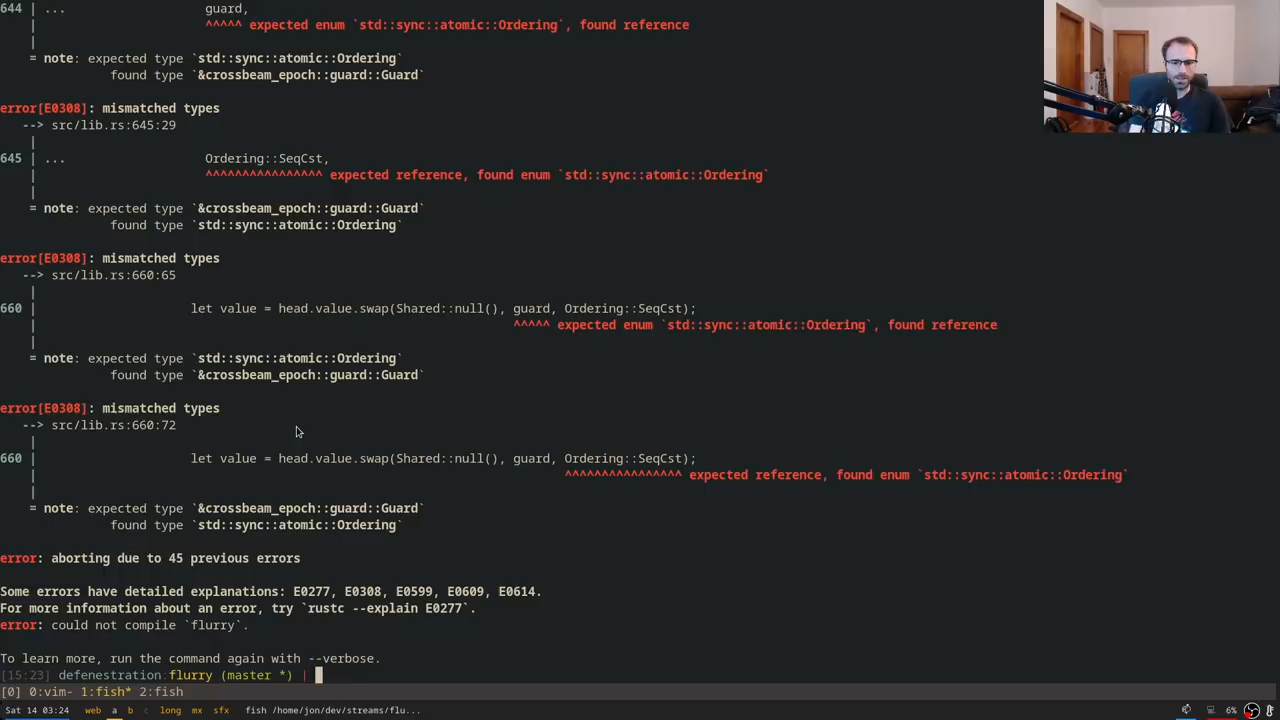 644 | ...                     guard,
^^^^^ expected enum `std::sync::atomic::Ordering`, found reference
|
= note: expected type `std::sync::atomic::Ordering`
found type `&crossbeam_epoch::guard::Guard`
error[E0308]: mismatched types
--> src/lib.rs:645:29
|
645 | ...                     Ordering::SeqCst,
|                             ^^^^^^^^^^^^^^^^ expected reference, found enum `std::sync::atomic::Ordering`
|
= note: expected type `&crossbeam_epoch::guard::Guard`
found type `std::sync::atomic::Ordering`
error[E0308]: mismatched types
--> src/lib.rs:660:65
|
660 |                     let value = head.value.swap(Shared::null(), guard, Ordering::SeqCst);
|                                                                 ^^^^^ expected enum `std::sync::atomic::Ordering`, found reference
|
= note: expected type `std::sync::atomic::Ordering`
found type `&crossbeam_epoch::guard::Guard`
error[E0308]: mismatched types
--> src/lib.rs:660:72
|
660 |                     let value = head.value.swap(Shared::null(), guard, Ordering::SeqCst);
|                                                                        ^^^^^^^^^^^^^^^^ expected reference, found enum `std::sync::atomic::Ordering`
|
= note: expected type `&crossbeam_epoch::guard::Guard`
found type `std::sync::atomic::Ordering`
error: aborting due to 45 previous errors
Some errors have detailed explanations: E0277, E0308, E0599, E0609, E0614.
For more information about an error, try `rustc --explain E0277`.
error: could not compile `flurry`.
To learn more, run the command again with --verbose.
[15:23] defenestration:flurry (master *) |
[0] 0:vim- 1:fish* 2:fish
Sat 14 03:24 web a b c long mx sfx fish /home/jon/dev/streams/flu... 6%